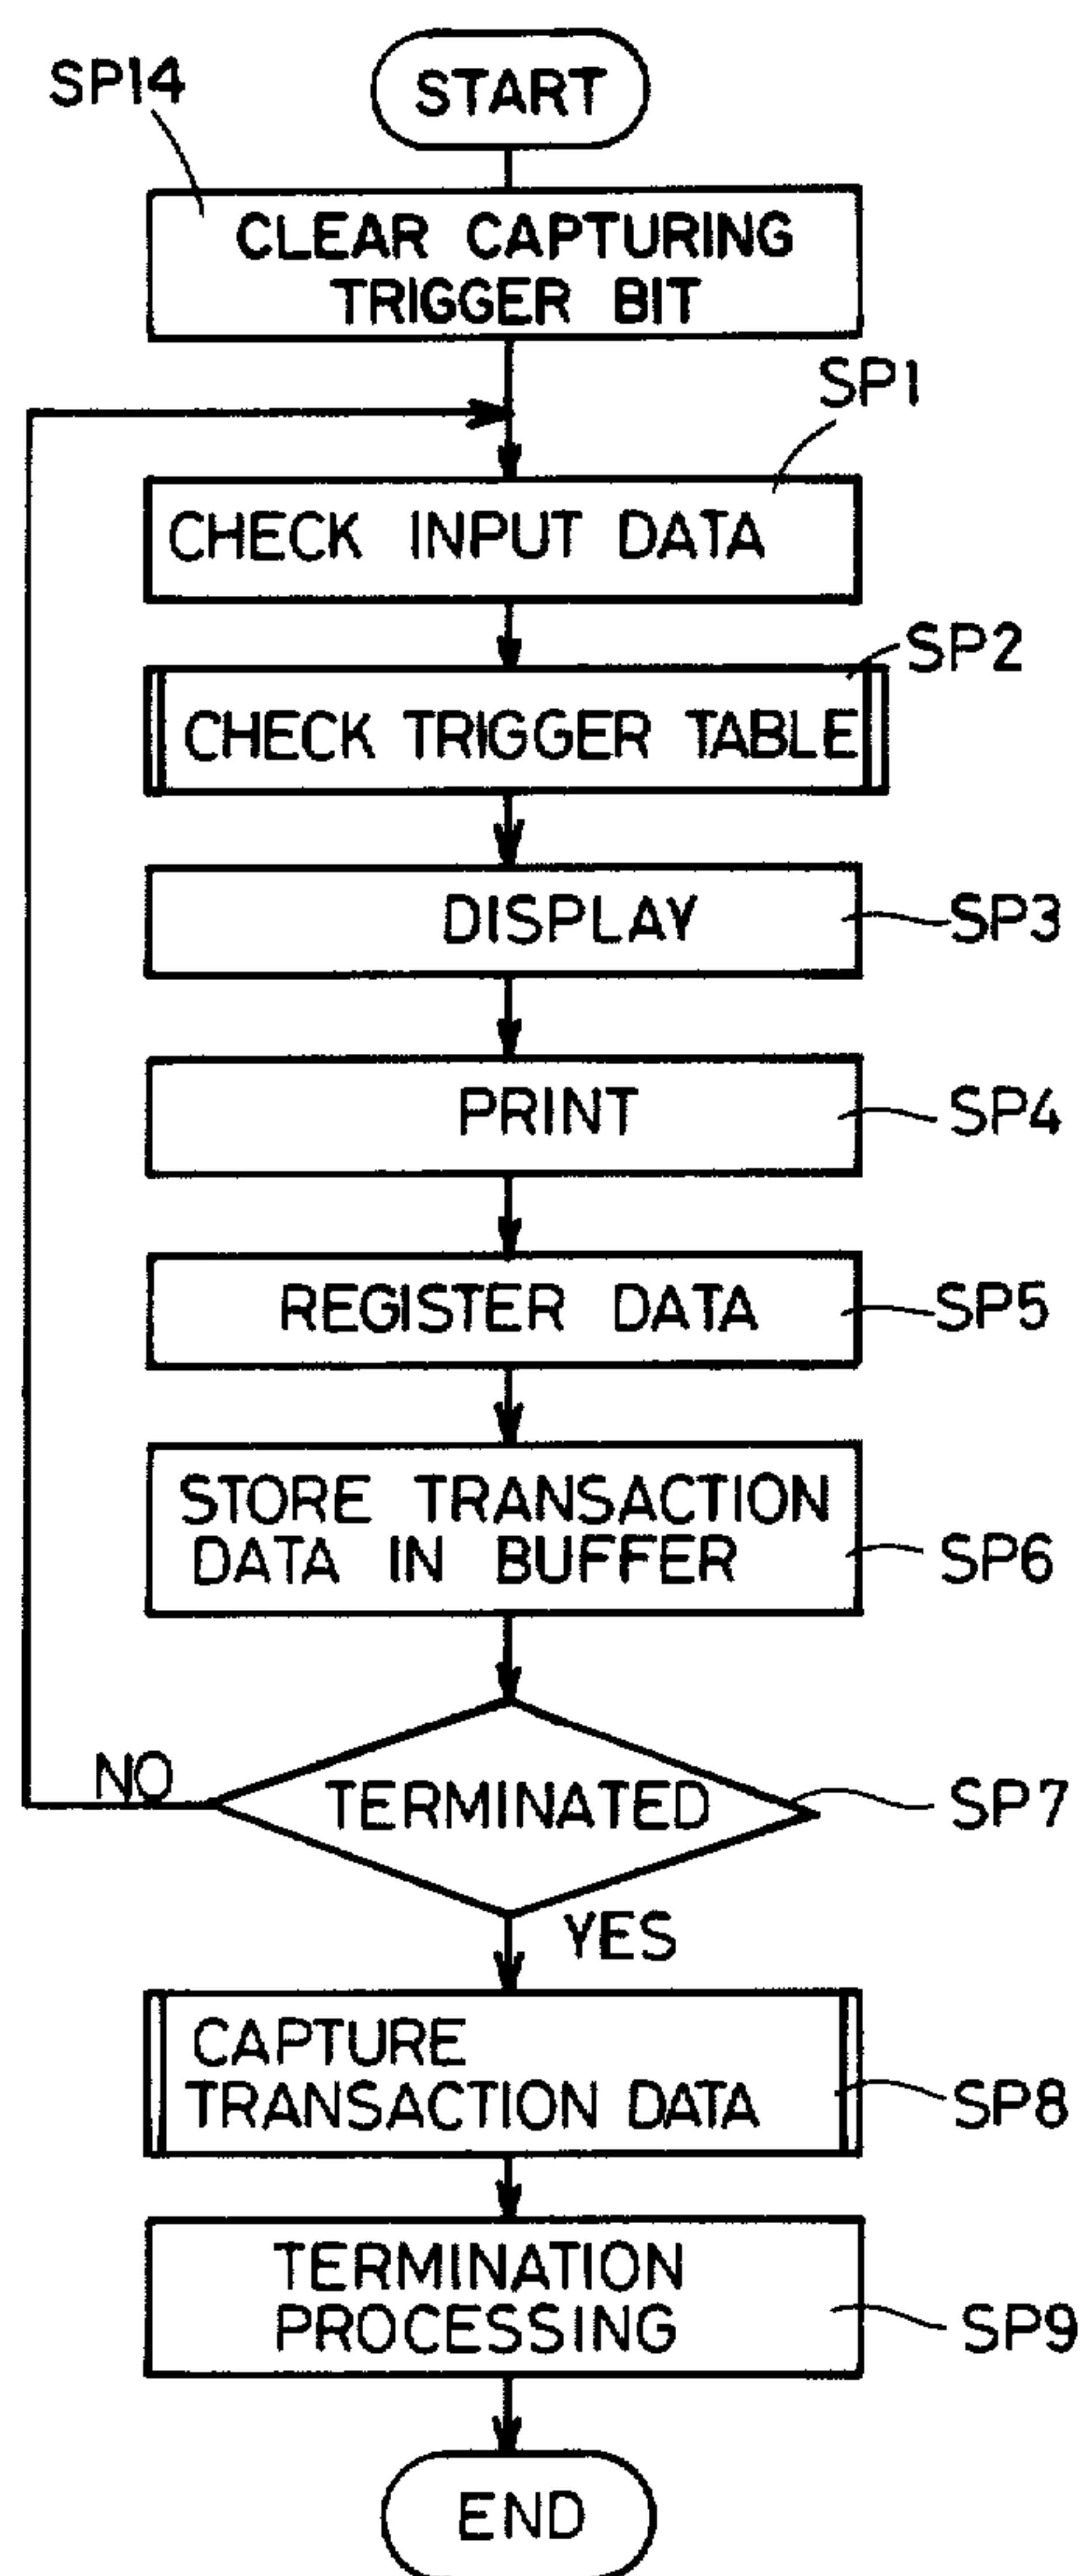 START
SP14
CLEAR CAPTURING
TRIGGER BIT
SP1
CHECK INPUT DATA
SP2
CHECK TRIGGER TABLE
DISPLAY
SP3
PRINT
SP4
REGISTER DATA
SP5
STORE TRANSACTION
DATA IN BUFFER
SP6
NO
TERMINATED
SP7
YES
CAPTURE
TRANSACTION DATA
SP8
TERMINATION
PROCESSING
SP9
END